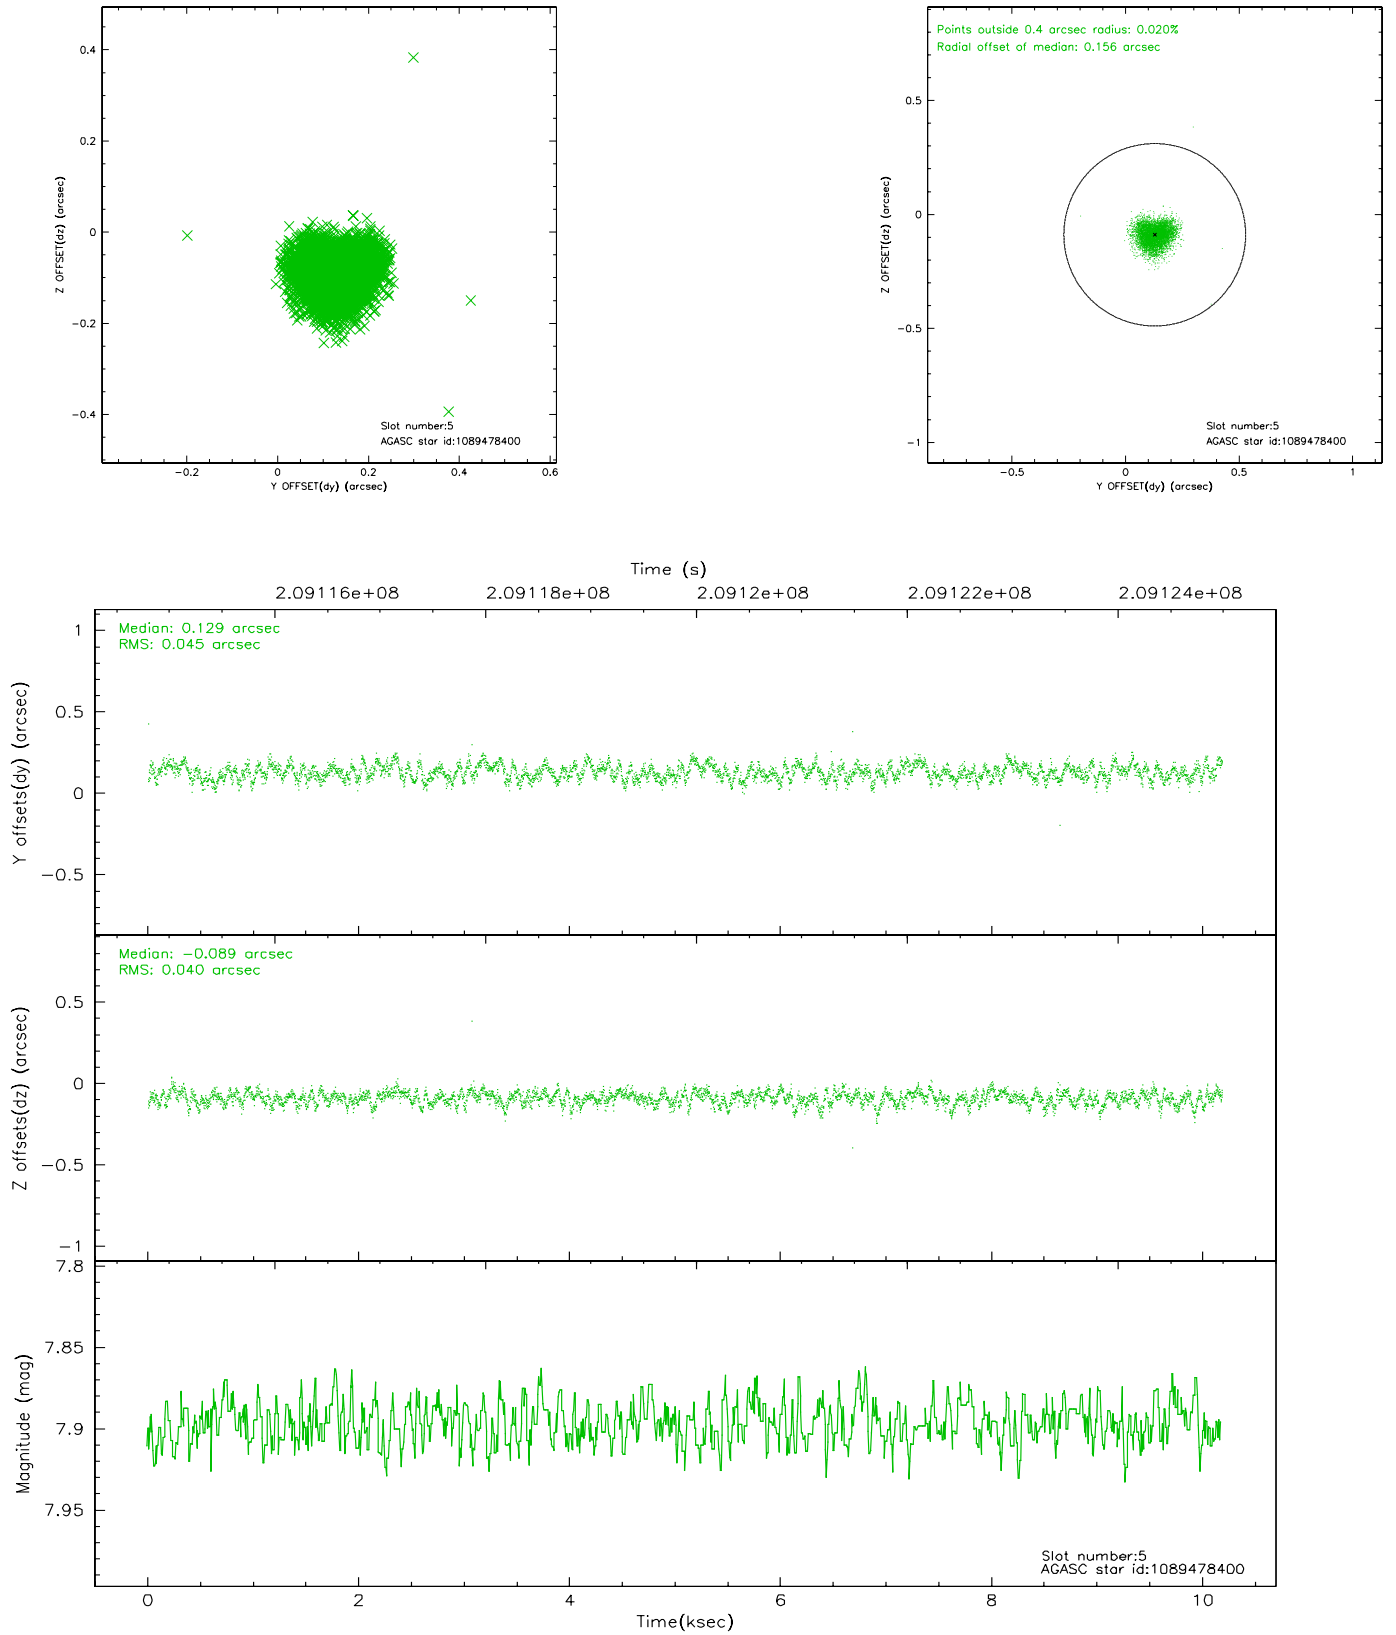 0.4
0.2
0
−0.2
−0.4
Z OFFSET(dz) (arcsec)
−0.2 0 0.2 0.4 0.6
Y OFFSET(dy) (arcsec)
Slot number:5
AGASC star id:1089478400
Points outside 0.4 arcsec radius: 0.020%
Radial offset of median: 0.156 arcsec
0.5
0
−0.5
−1
Z OFFSET(dz) (arcsec)
−0.5 0 0.5 1
Y OFFSET(dy) (arcsec)
Slot number:5
AGASC star id:1089478400
Time (s)
2.09116e+08 2.09118e+08 2.0912e+08 2.09122e+08 2.09124e+08
Median: 0.129 arcsec
RMS: 0.045 arcsec
1
0.5
0
−0.5
Y offsets(dy) (arcsec)
Median: −0.089 arcsec
RMS: 0.040 arcsec
0.5
0
−0.5
−1
Z offsets(dz) (arcsec)
7.8
7.85
7.9
7.95
Magnitude (mag)
Slot number:5
AGASC star id:1089478400
0 2 4 6 8 10
Time(ksec)